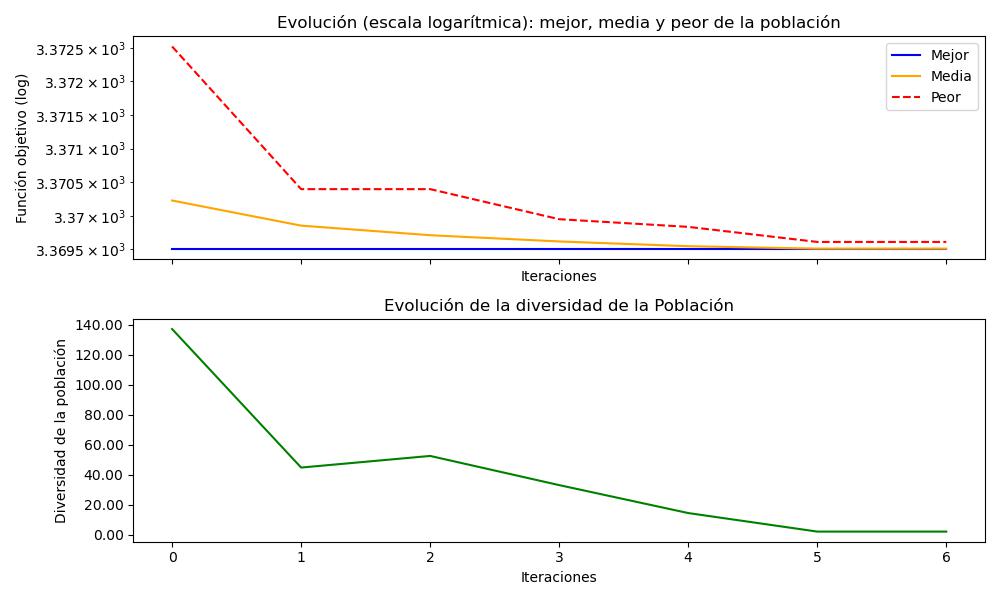 Evolución (escala logarítmica): mejor, media y peor de la población
Función objetivo (log)
3.3725 × 10³
3.372 × 10³
3.3715 × 10³
3.371 × 10³
3.3705 × 10³
3.37 × 10³
3.3695 × 10³
Mejor
Media
Peor
Iteraciones
Evolución de la diversidad de la Población
Diversidad de la población
140.00
120.00
100.00
80.00
60.00
40.00
20.00
0.00
0 1 2 3 4 5 6
Iteraciones